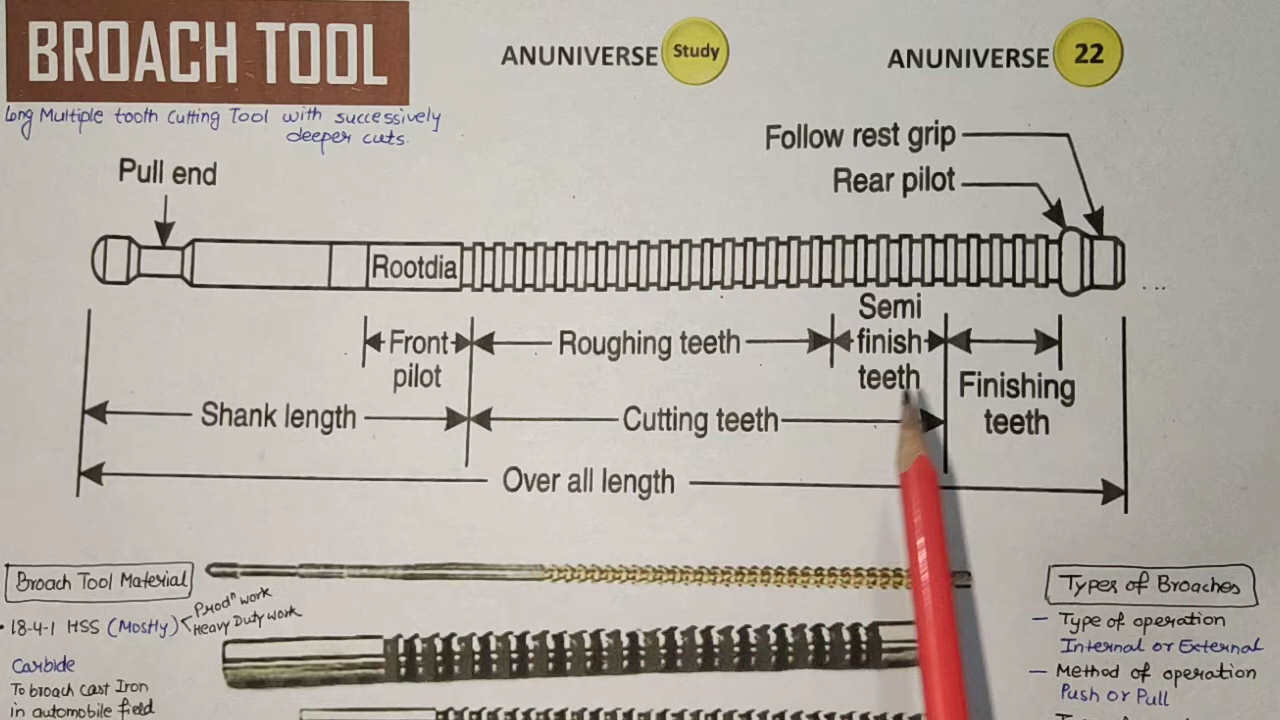 BROACH TOOL
ANUNIVERSE Study
ANUNIVERSE 22
Long Multiple tooth Cutting Tool with successively
deeper cuts.
Pull end
Follow rest grip
Rear pilot
Rootdia
Front
pilot
Roughing teeth
Semi
finish
teeth
Finishing
teeth
Shank length
Cutting teeth
Over all length
Broach Tool Material
18-4-1 HSS (Mostly)
Prodⁿ work
Heavy Duty work
Carbide
To broach cast Iron
in automobile field
Types of Broaches
– Type of operation
Internal or External
– Method of operation
Push or Pull